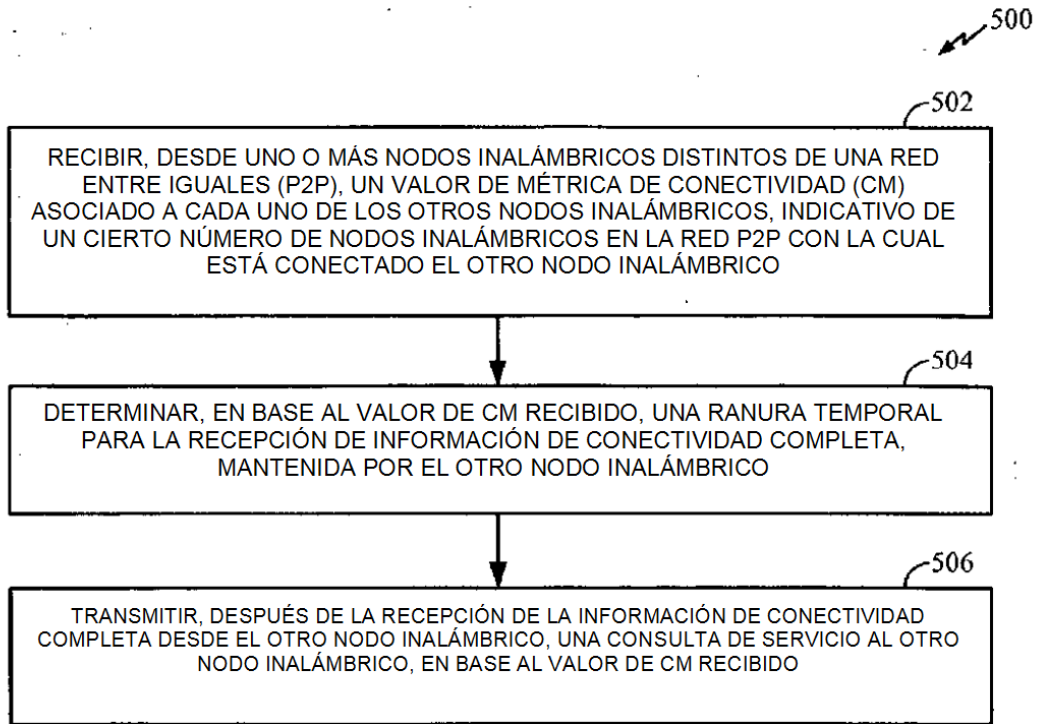 500
502
RECIBIR, DESDE UNO O MÁS NODOS INALÁMBRICOS DISTINTOS DE UNA RED
ENTRE IGUALES (P2P), UN VALOR DE MÉTRICA DE CONECTIVIDAD (CM)
ASOCIADO A CADA UNO DE LOS OTROS NODOS INALÁMBRICOS, INDICATIVO DE
UN CIERTO NÚMERO DE NODOS INALÁMBRICOS EN LA RED P2P CON LA CUAL
ESTÁ CONECTADO EL OTRO NODO INALÁMBRICO
504
DETERMINAR, EN BASE AL VALOR DE CM RECIBIDO, UNA RANURA TEMPORAL
PARA LA RECEPCIÓN DE INFORMACIÓN DE CONECTIVIDAD COMPLETA,
MANTENIDA POR EL OTRO NODO INALÁMBRICO
506
TRANSMITIR, DESPUÉS DE LA RECEPCIÓN DE LA INFORMACIÓN DE CONECTIVIDAD
COMPLETA DESDE EL OTRO NODO INALÁMBRICO, UNA CONSULTA DE SERVICIO AL OTRO
NODO INALÁMBRICO, EN BASE AL VALOR DE CM RECIBIDO